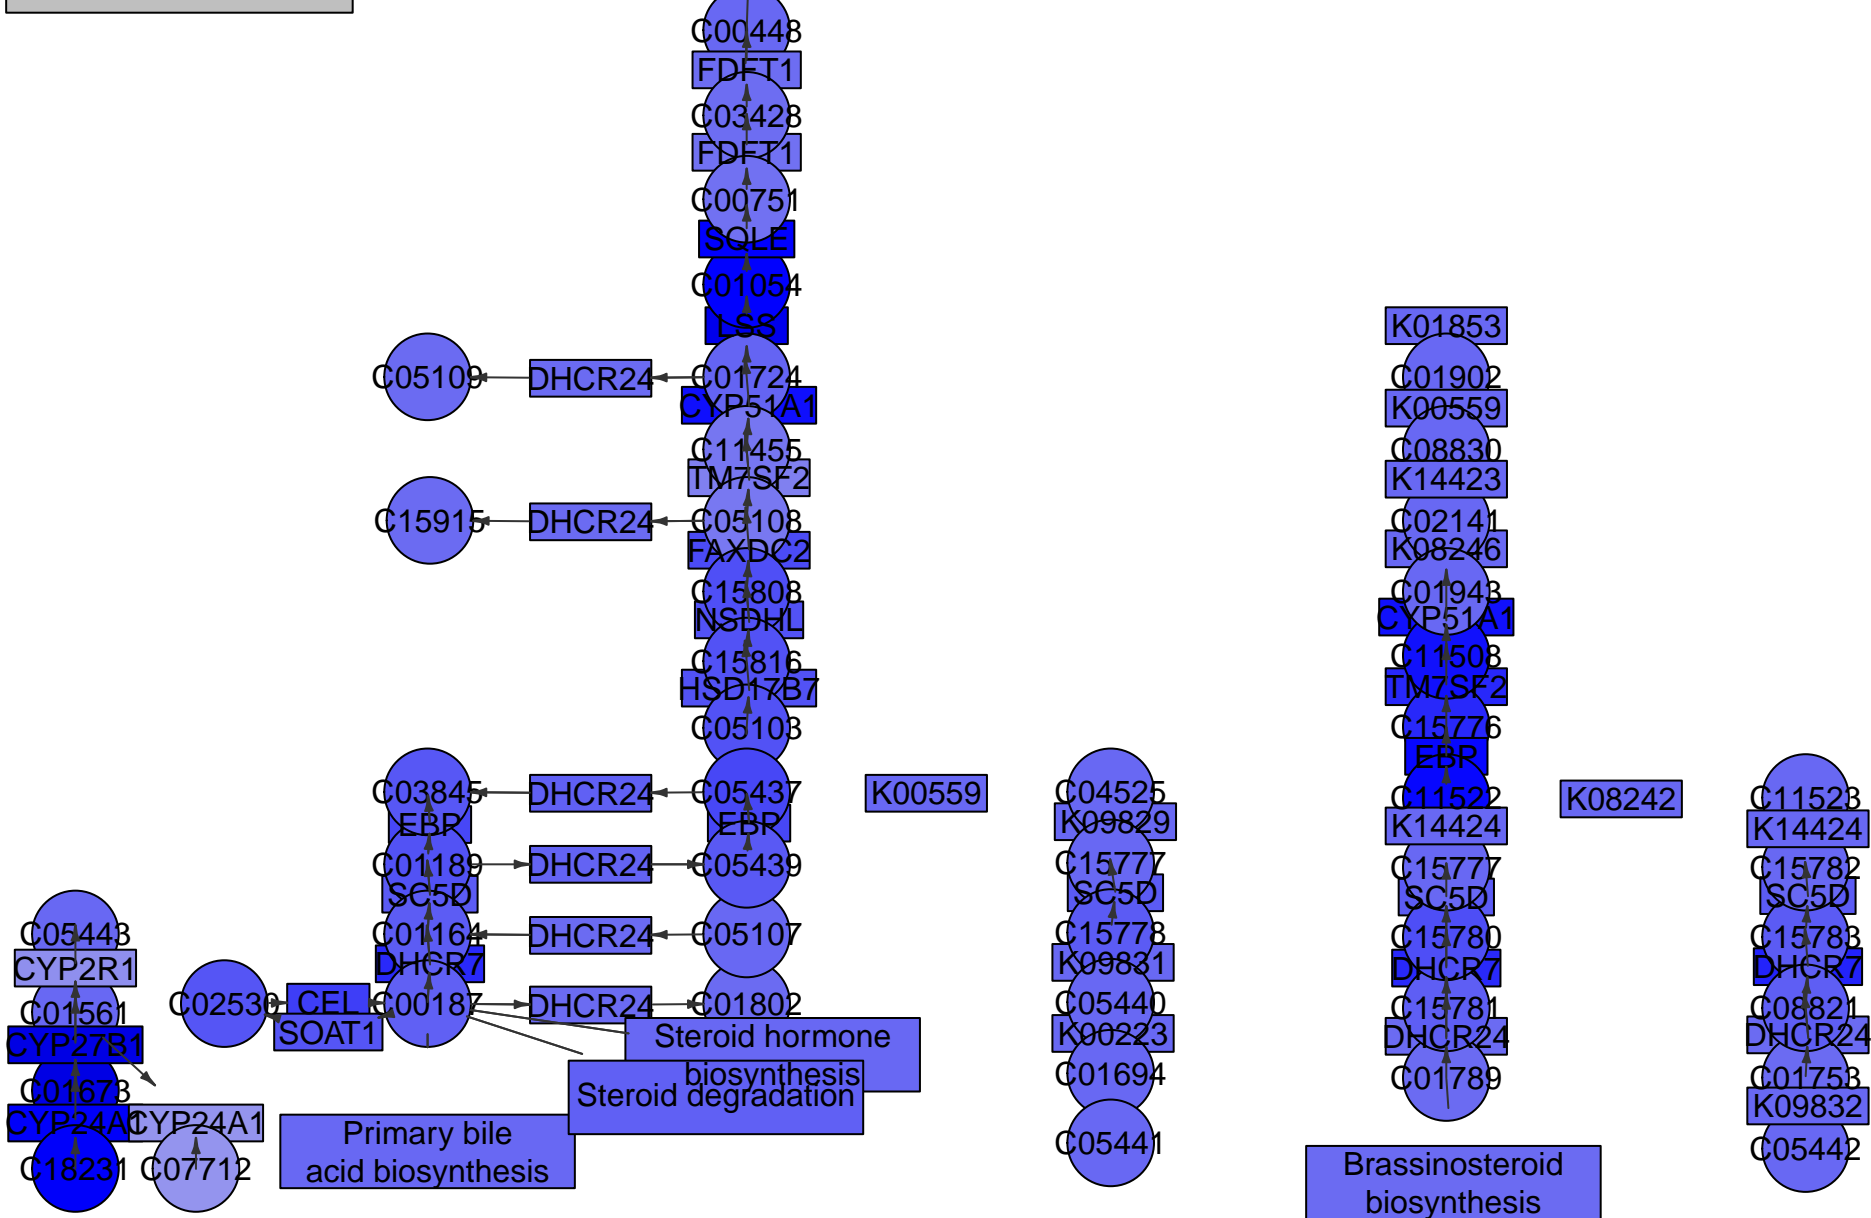 C00448
FDFT1
C03428
FDFT1
C00751
SQLE
C01054
LSS
C05109
DHCR24
C01724
CYP51A1
C11455
TM7SF2
C15915
DHCR24
C05108
FAXDC2
C15808
NSDHL
C15816
HSD17B7
C05103
C03845
DHCR24
C05437
EBP
EBP
C01189
DHCR24
C05439
SC5D
C01164
DHCR24
C05107
DHCR7
C02530
CEL
SOAT1
C00187
DHCR24
C01802
Steroid hormone
biosynthesis
Steroid degradation
Primary bile
acid biosynthesis
C05443
CYP2R1
C01561
CYP27B1
C01673
CYP24A1
CYP24A1
C18231
C07712
K00559
C04525
K09829
C15777
SC5D
C15778
K09831
C05440
K00223
C01694
C05441
K01853
C01902
K00559
C08830
K14423
C02141
K08246
C01943
CYP51A1
C11508
TM7SF2
C15776
EBP
C11522
K14424
C15777
SC5D
C15780
DHCR7
C15781
DHCR24
C01789
Brassinosteroid
biosynthesis
K08242
C11523
K14424
C15782
SC5D
C15783
DHCR7
C08821
DHCR24
C01753
K09832
C05442